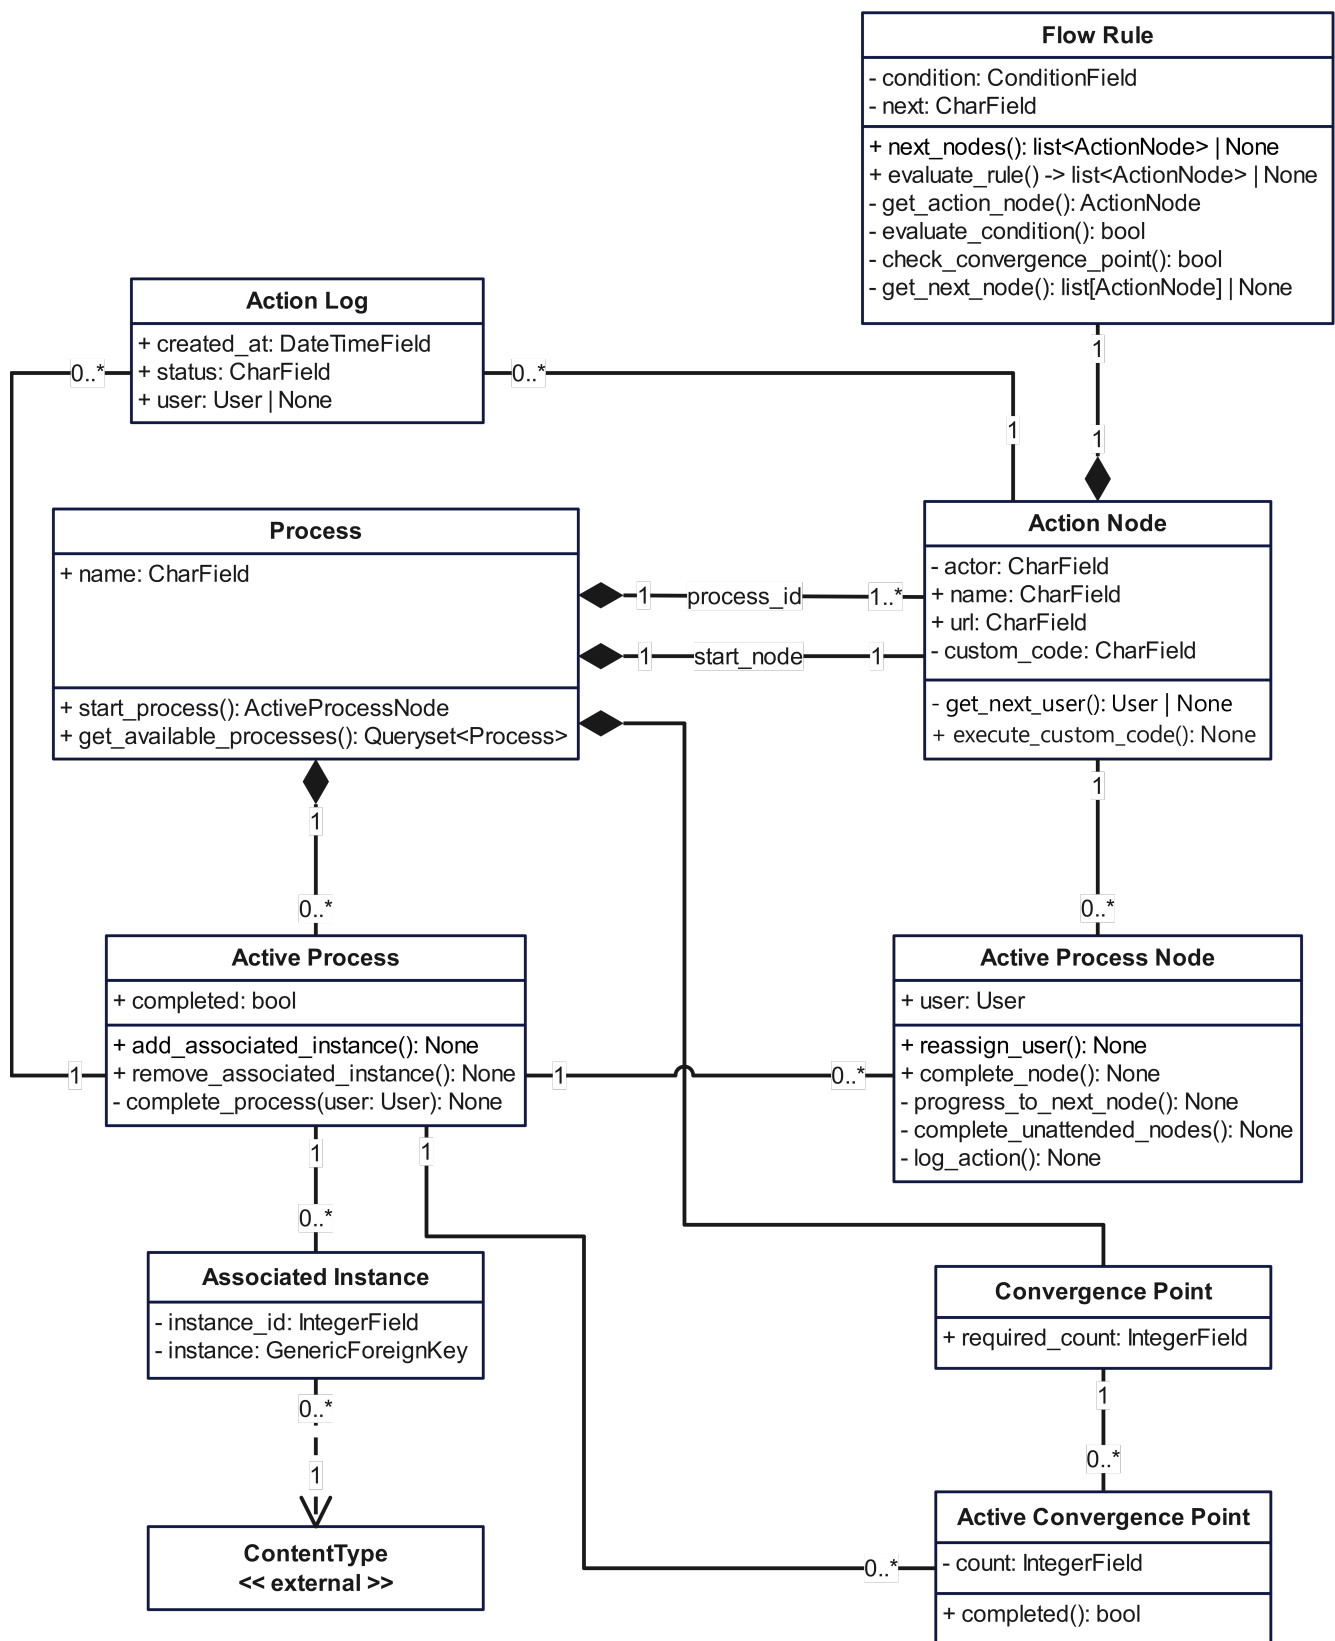 Flow Rule
- condition: ConditionField
- next: CharField
+ next_nodes(): list<ActionNode> | None
+ evaluate_rule() -> list<ActionNode> | None
- get_action_node(): ActionNode
- evaluate_condition(): bool
- check_convergence_point(): bool
- get_next_node(): list[ActionNode] | None
1
1
Action Log
+ created_at: DateTimeField
+ status: CharField
+ user: User | None
0..*
0..*
1
Process
+ name: CharField
+ start_process(): ActiveProcessNode
+ get_available_processes(): Queryset<Process>
1
process_id
1..*
1
start_node
1
Action Node
- actor: CharField
+ name: CharField
+ url: CharField
- custom_code: CharField
- get_next_user(): User | None
+ execute_custom_code(): None
1
0..*
1
0..*
Active Process
+ completed: bool
+ add_associated_instance(): None
+ remove_associated_instance(): None
- complete_process(user: User): None
1
1
0..*
Active Process Node
+ user: User
+ reassign_user(): None
+ complete_node(): None
- progress_to_next_node(): None
- complete_unattended_nodes(): None
- log_action(): None
1
1
0..*
Associated Instance
- instance_id: IntegerField
- instance: GenericForeignKey
0..*
1
ContentType
<< external >>
Convergence Point
+ required_count: IntegerField
1
0..*
0..*
Active Convergence Point
- count: IntegerField
+ completed(): bool